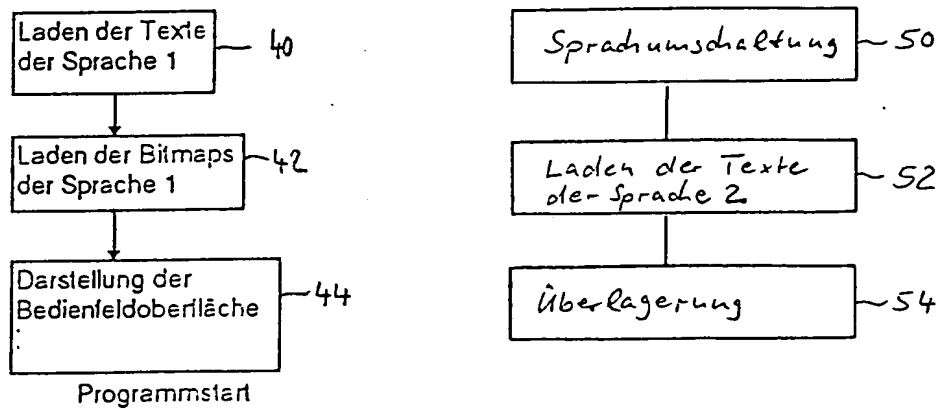 Laden der Texte
der Sprache 1
40
Laden der Bitmaps
der Sprache 1
42
Darstellung der
Bedienfeldoberfläche
44
Programmstart
Sprachumschaltung
50
Laden der Texte
der Sprache 2
52
Überlagerung
54